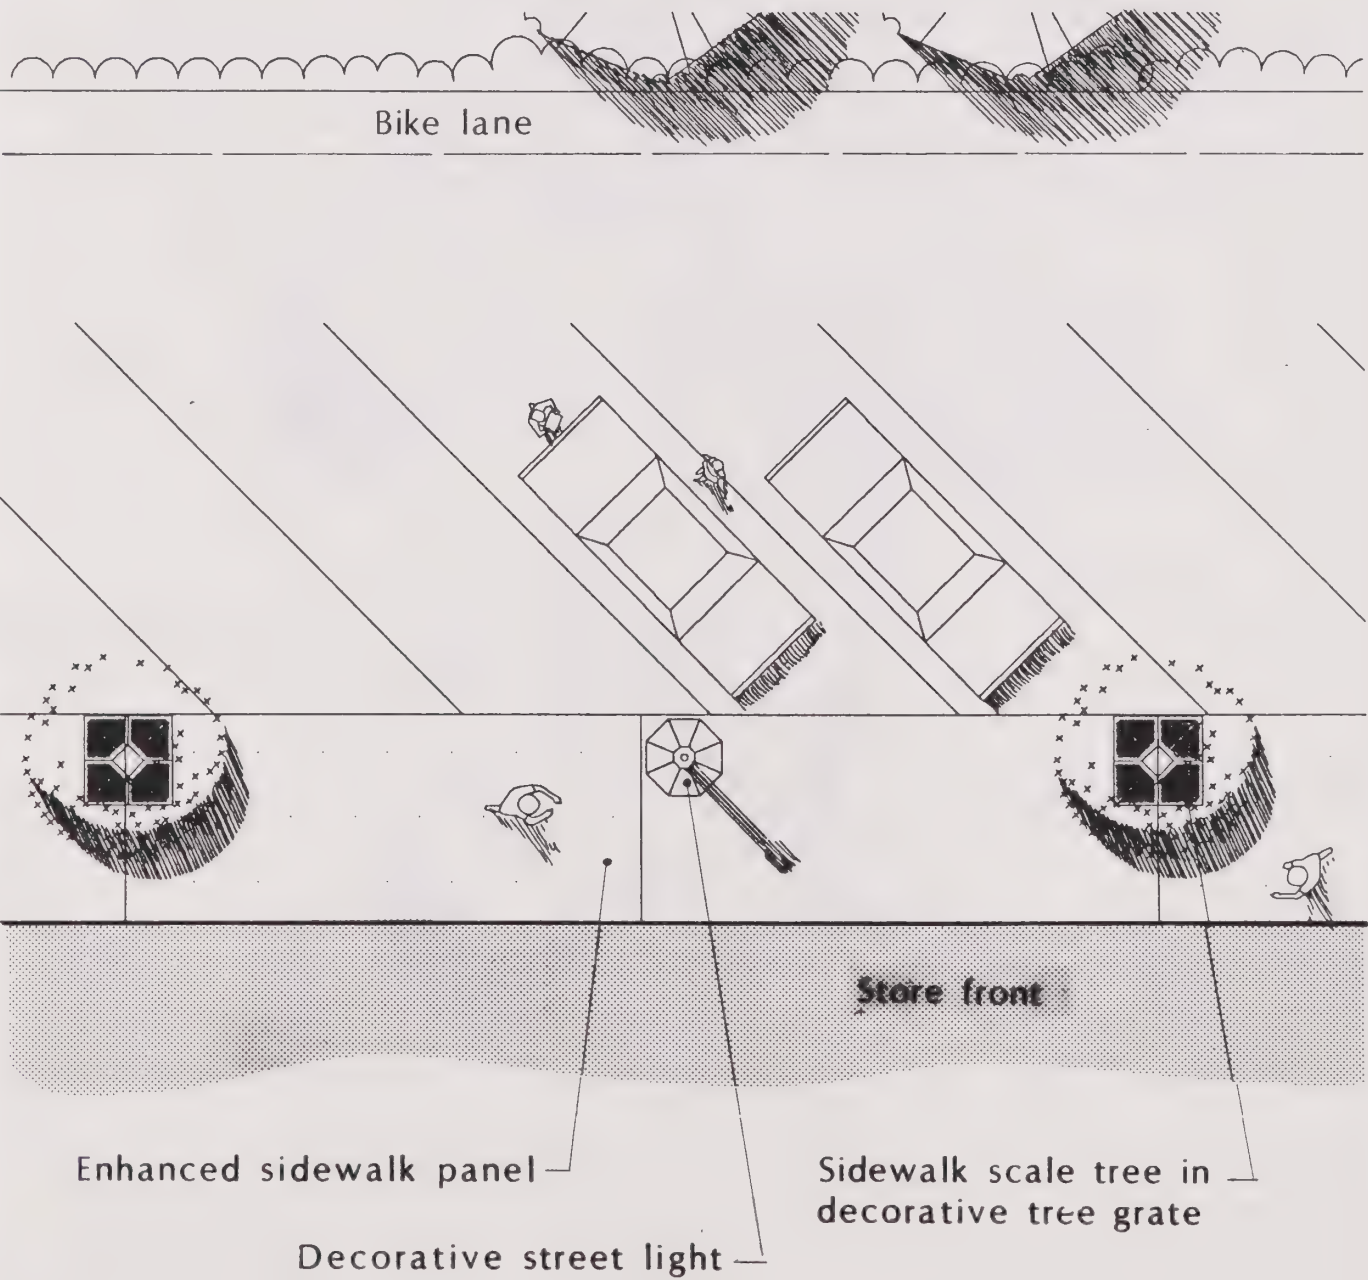 Bike lane
Store front
Enhanced sidewalk panel
Sidewalk scale tree in
decorative tree grate
Decorative street light